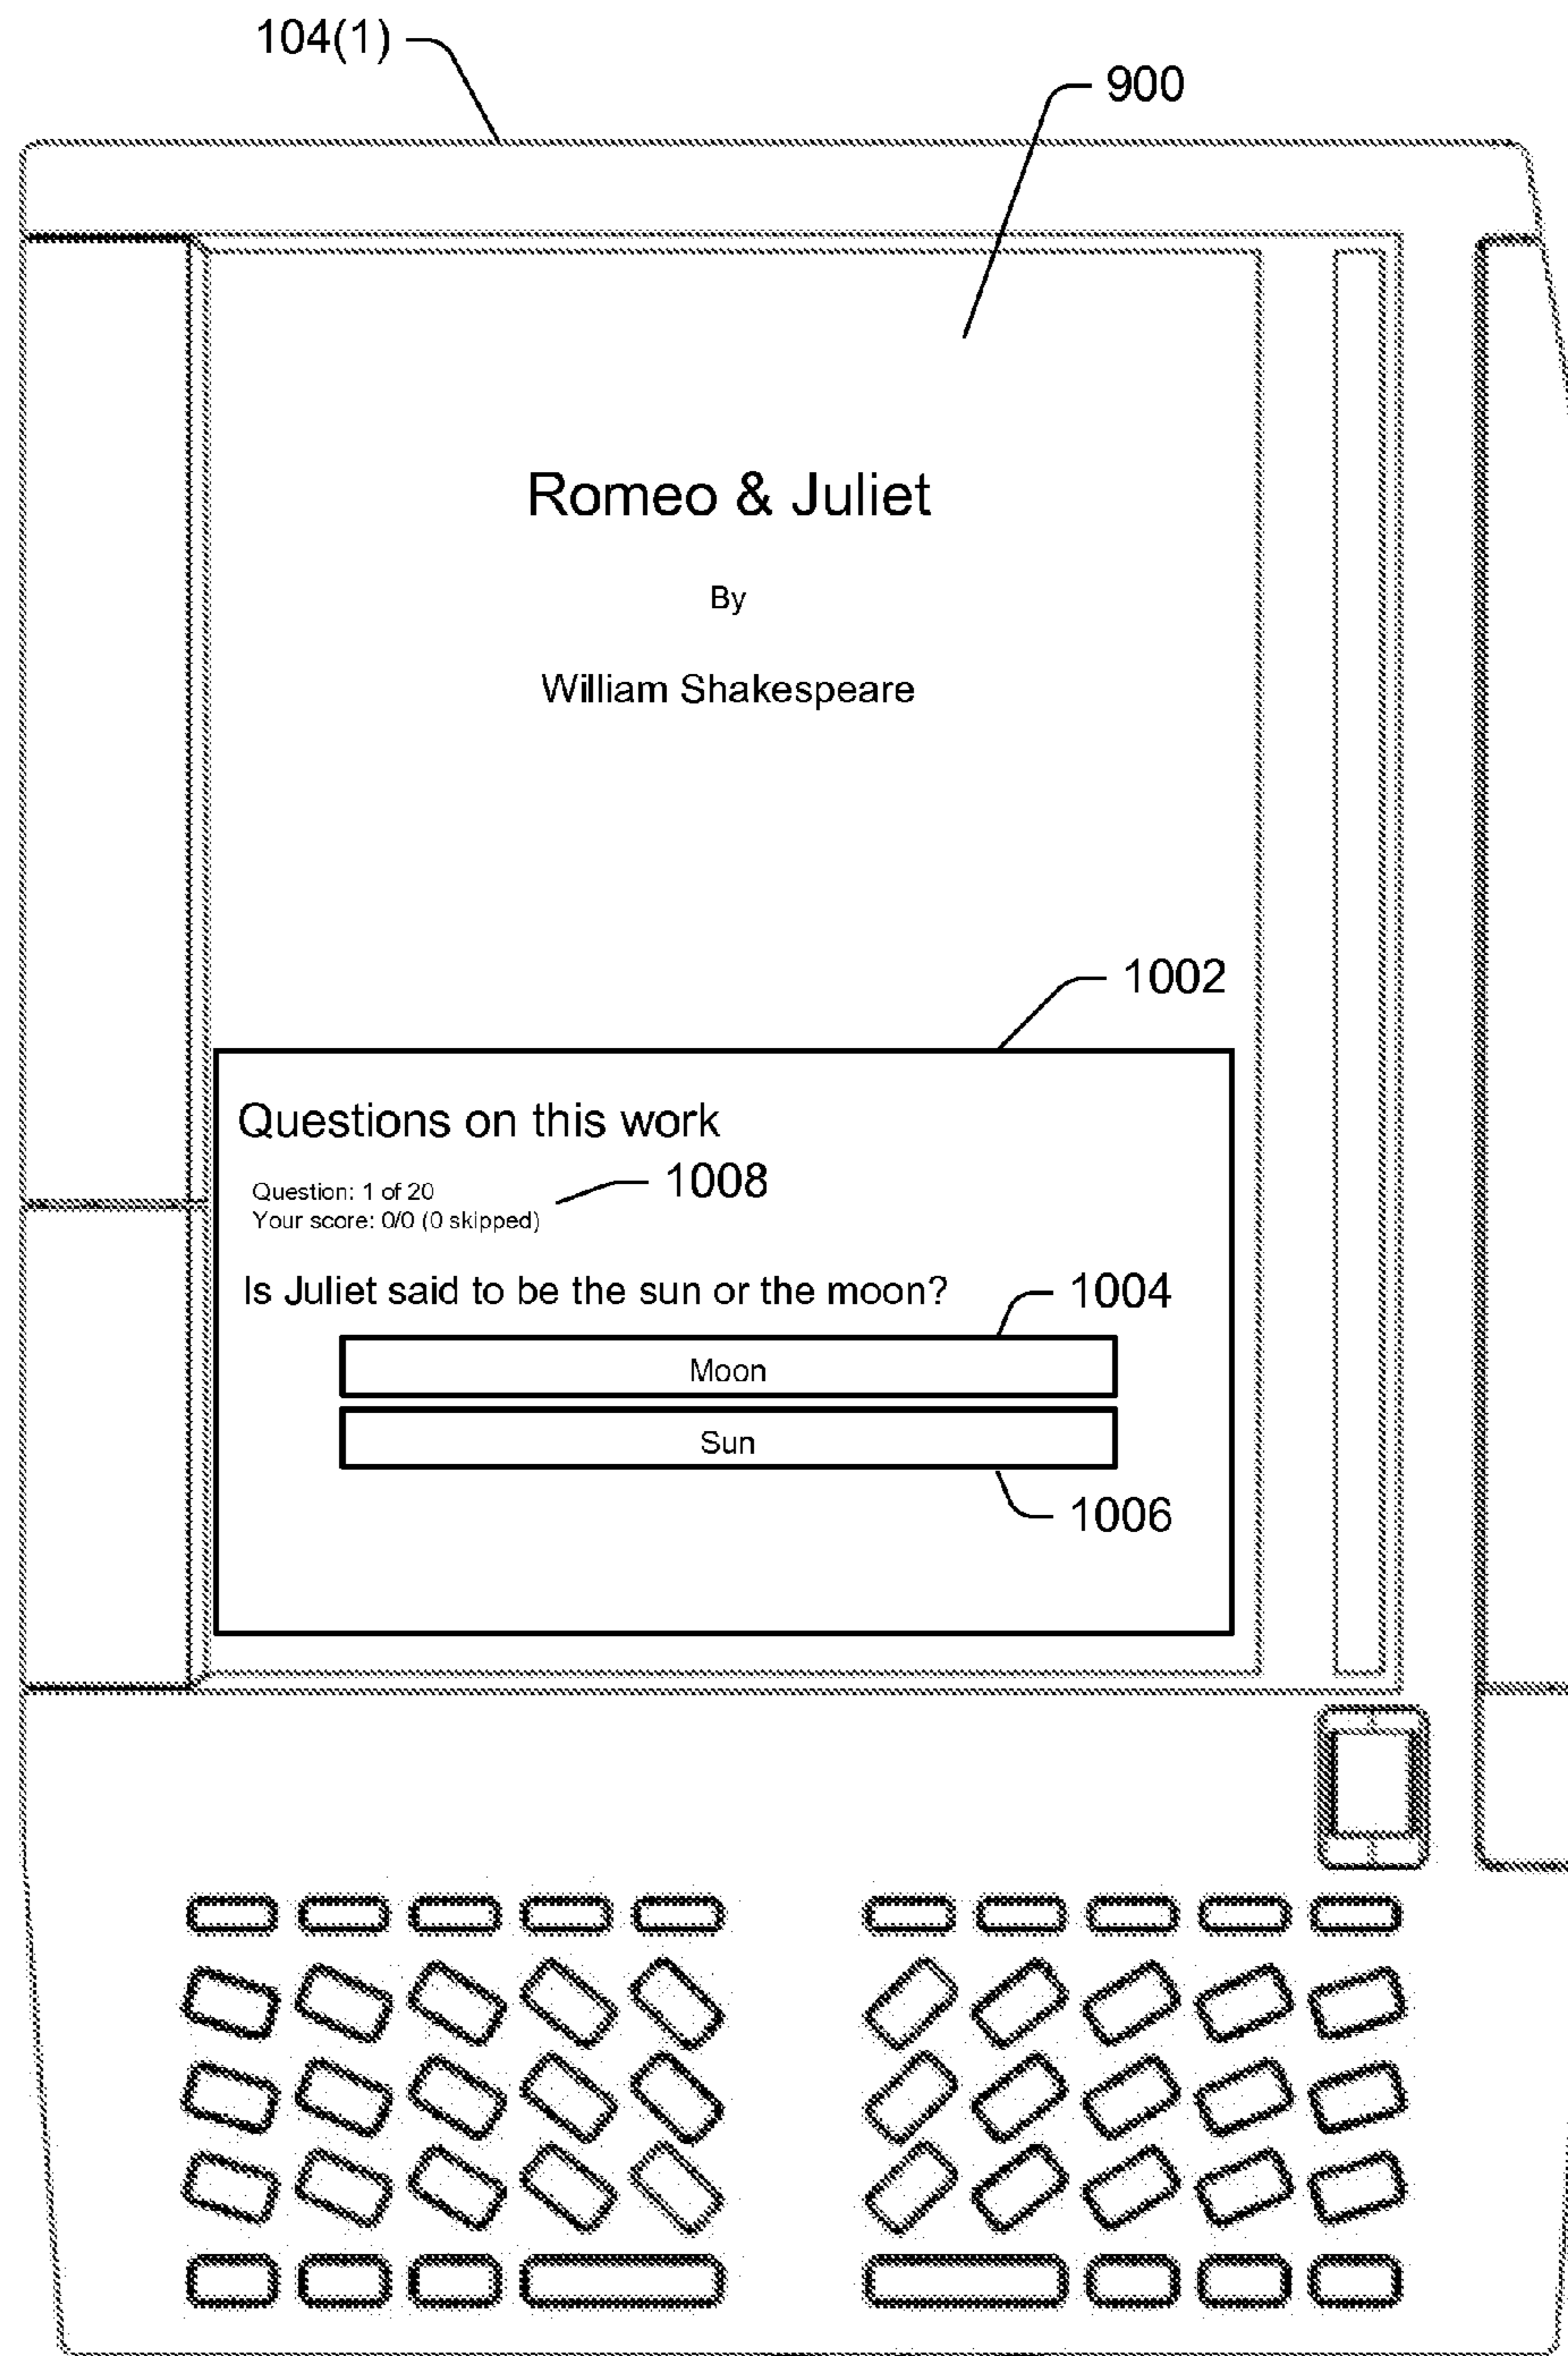 104(1)
900
Romeo & Juliet
By
William Shakespeare
1002
Questions on this work
Question: 1 of 20
1008
Your score: 0/0 (0 skipped)
Is Juliet said to be the sun or the moon?
1004
Moon
Sun
1006